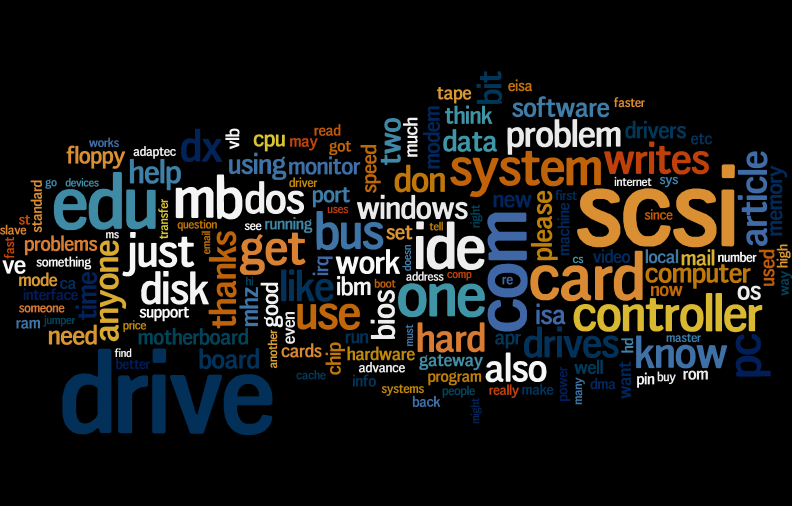 bit
eisa
tape
software
faster
two
much
modem
think
data
problem
drivers
etc
works
floppy
adaptec
dx
vlb
cpu
may
read
got
speed
help
using
monitor
don
system
writes
internet
sys
article
memory
standard
go
devices
edu
transfer
mb
dos
driver
port
uses
windows
right
new
first
scsi
since
st
slave
fast
problems
ve
something
anyone
ms
just
question
email
see
running
bus
set
tell
ide
com
please
machine
cs
video
local
mail
number
used
high
way
mode
ca
interface
time
disk
thanks
get
irq
work
doesn
address
comp
re
card
computer
now
os
someone
ram
jumper
support
mhz
good
like
ibm
boot
one
controller
need
price
motherboard
even
use
bios
must
hard
isa
find
better
board
another
cards
chip
run
hardware
gateway
apr
drives
hd
know
master
pc
drive
cache
advance
info
program
also
well
want
pin
buy
rom
systems
people
really
make
power
many
dma
back
might